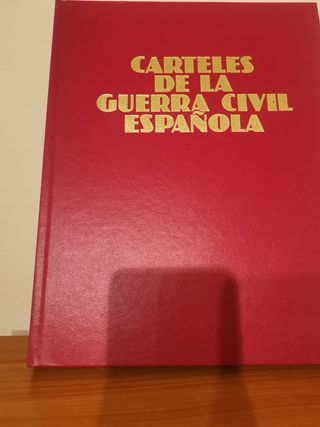 CARTELES
DE LA
GUERRA CIVIL
ESPAÑOLA